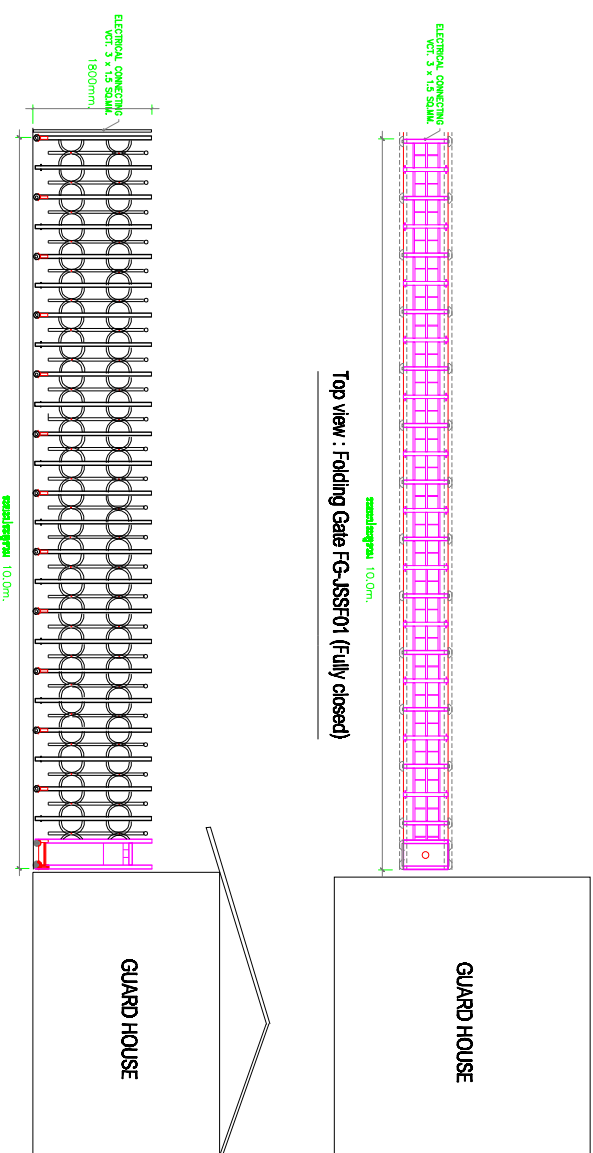 GUARD HOUSE
ELECTRICAL CONNECTING
VCT. 3 x 1.5 SQ.MM.
10.0m.
Top view : Folding Gate FG-JSSF01 (Fully closed)
ELECTRICAL CONNECTING
VCT. 3 x 1.5 SQ.MM.
1800mm.
GUARD HOUSE
10.0m.